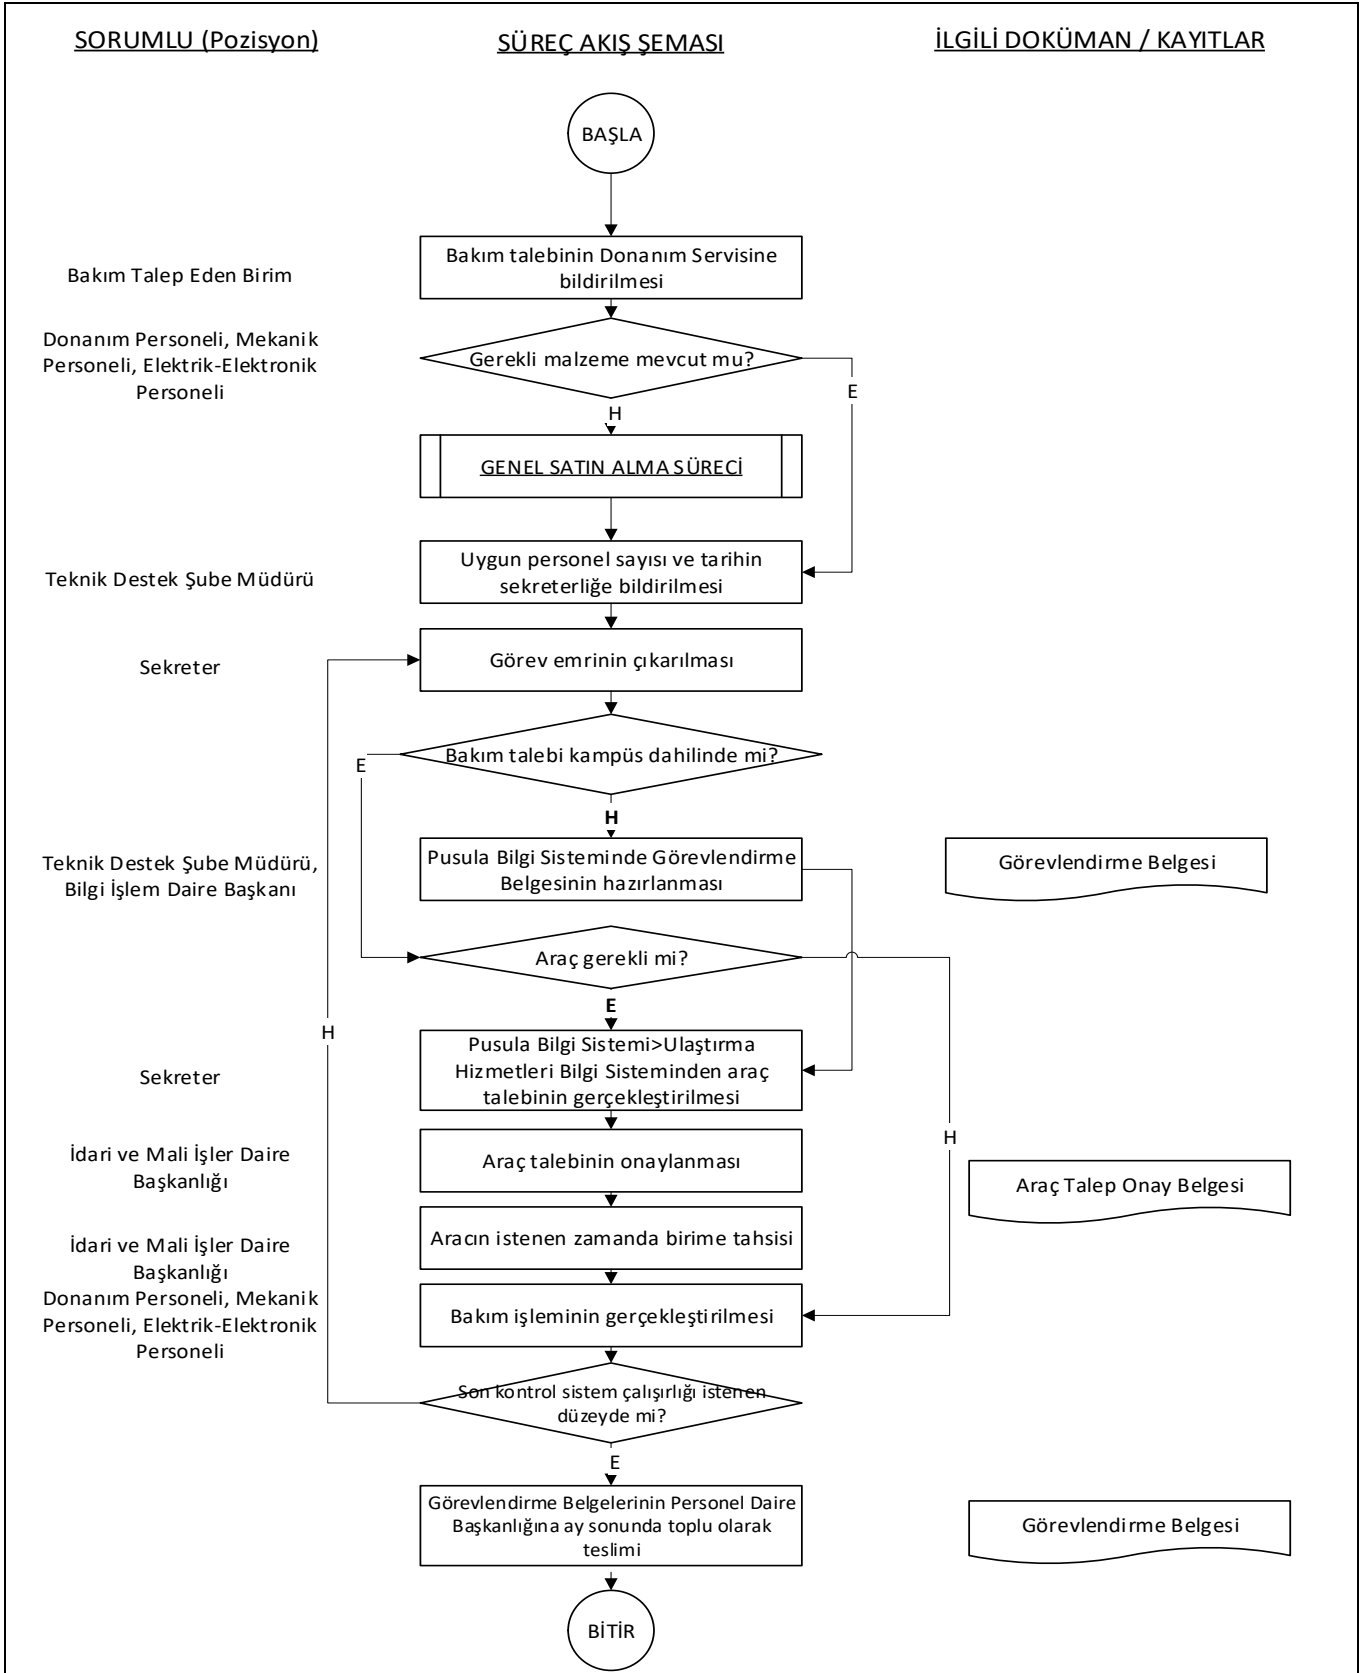 SORUMLU (Pozisyon)
SÜREÇ AKIŞ ŞEMASI
İLGİLİ DOKÜMAN / KAYITLAR
BAŞLA
Bakım Talep Eden Birim
Bakım talebinin Donanım Servisine
bildirilmesi
Donanım Personeli, Mekanik
Personeli, Elektrik-Elektronik
Personeli
Gerekli malzeme mevcut mu?
E
H
GENEL SATIN ALMA SÜRECİ
Teknik Destek Şube Müdürü
Uygun personel sayısı ve tarihin
sekreterliğe bildirilmesi
Sekreter
Görev emrinin çıkarılması
Bakım talebi kampüs dahilinde mi?
E
H
Teknik Destek Şube Müdürü,
Bilgi İşlem Daire Başkanı
Pusula Bilgi Sisteminde Görevlendirme
Belgesinin hazırlanması
Görevlendirme Belgesi
Araç gerekli mi?
E
H
Sekreter
Pusula Bilgi Sistemi>Ulaştırma
Hizmetleri Bilgi Sisteminden araç
talebinin gerçekleştirilmesi
H
İdari ve Mali İşler Daire
Başkanlığı
Araç talebinin onaylanması
Araç Talep Onay Belgesi
İdari ve Mali İşler Daire
Başkanlığı
Aracın istenen zamanda birime tahsisi
Donanım Personeli, Mekanik
Personeli, Elektrik-Elektronik
Personeli
Bakım işleminin gerçekleştirilmesi
Son kontrol sistem çalışırlığı istenen
düzeyde mi?
E
Görevlendirme Belgelerinin Personel Daire
Başkanlığına ay sonunda toplu olarak
teslimi
Görevlendirme Belgesi
BİTİR